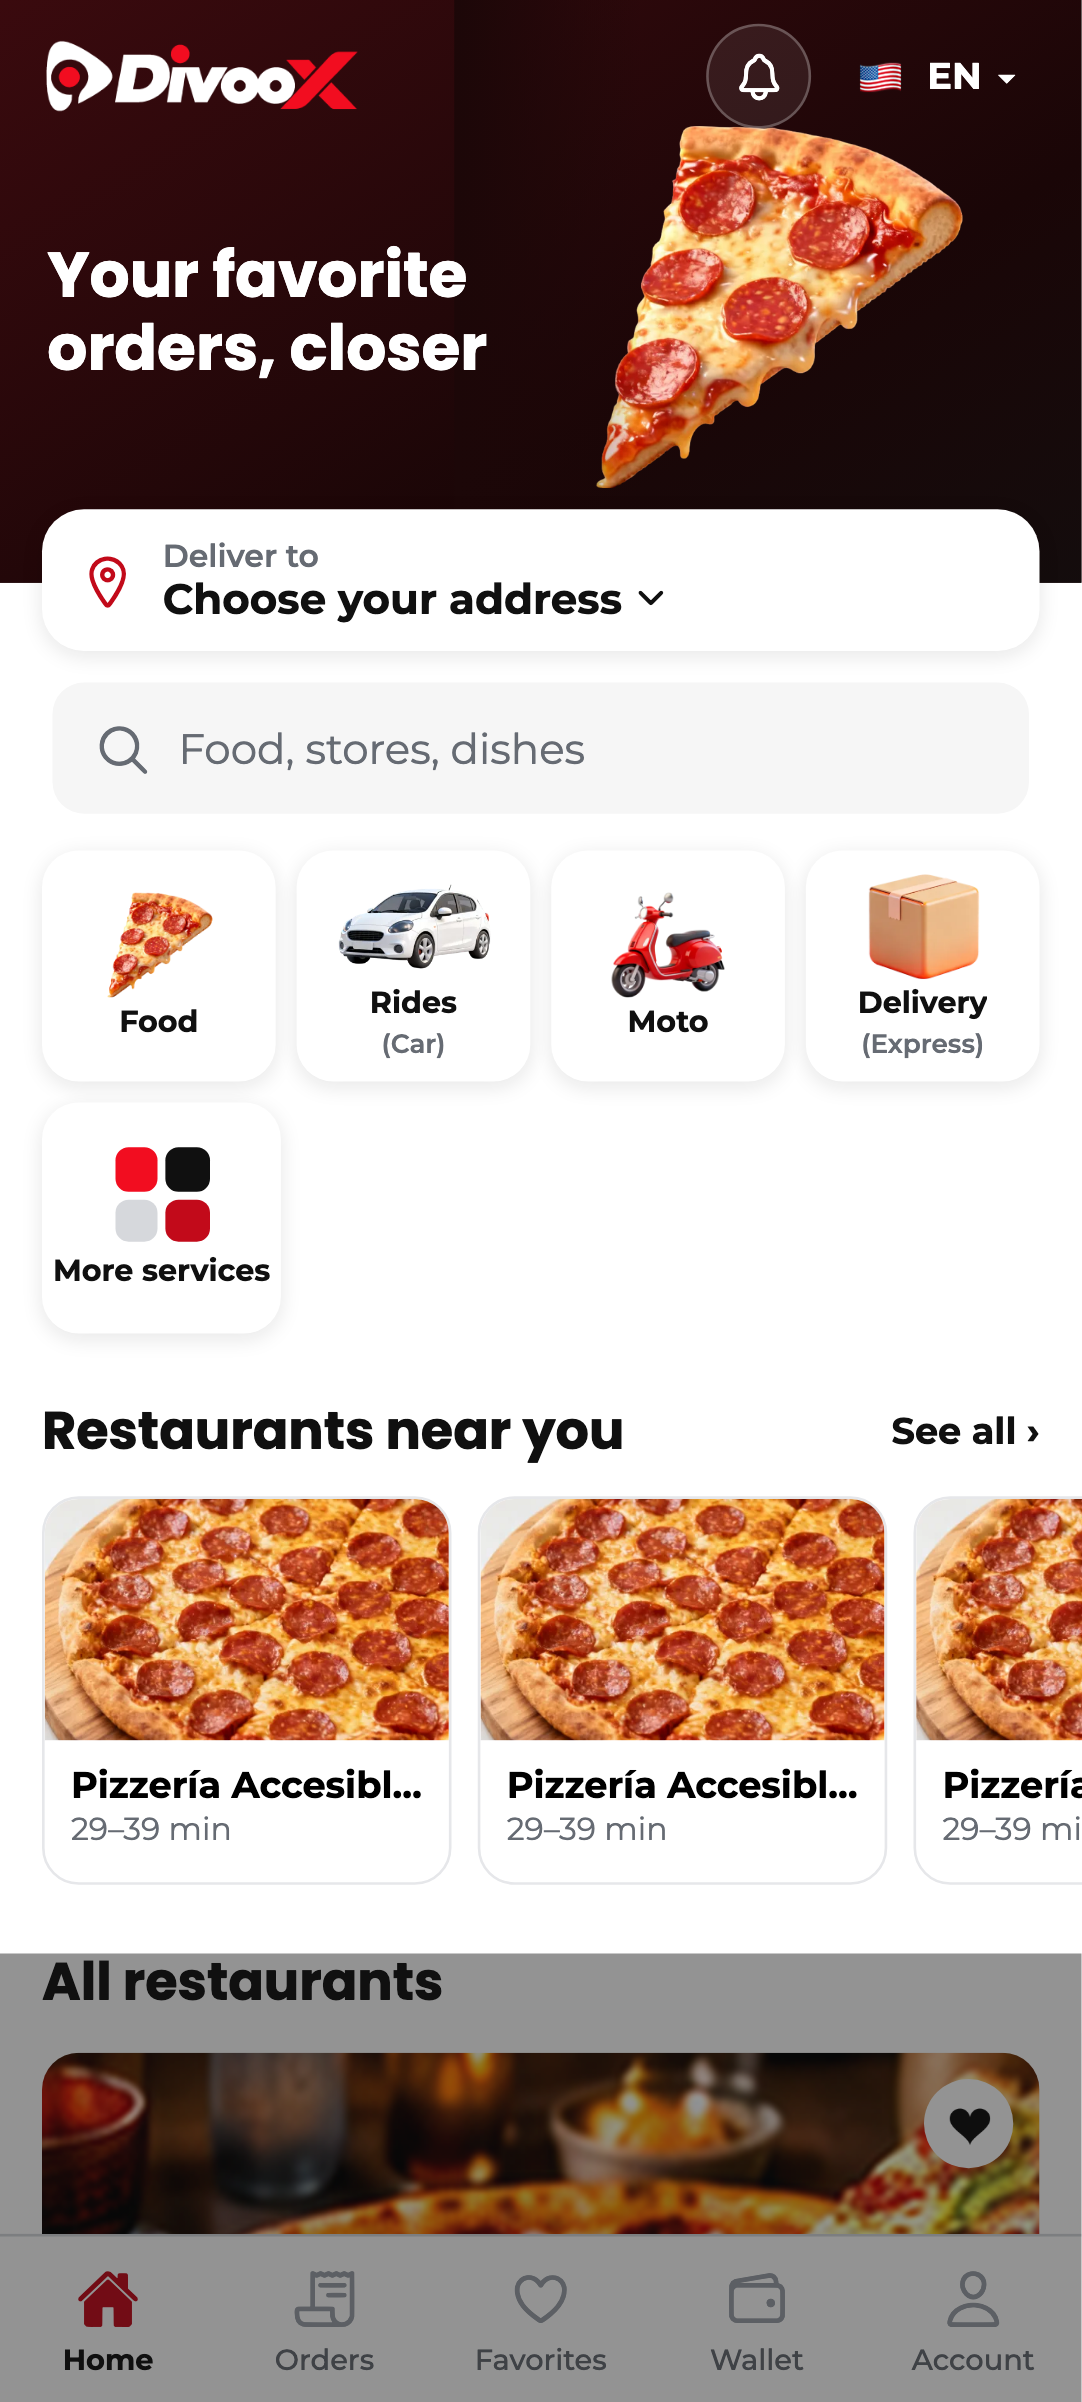 DivooX
EN
Your favorite
orders, closer
Deliver to
Choose your address
Food, stores, dishes
Food
Rides
(Car)
Moto
Delivery
(Express)
More services
Restaurants near you
See all ›
Pizzería Accesibl...
29–39 min
Pizzería Accesibl...
29–39 min
Pizzería
29–39 mi
All restaurants
Home
Orders
Favorites
Wallet
Account